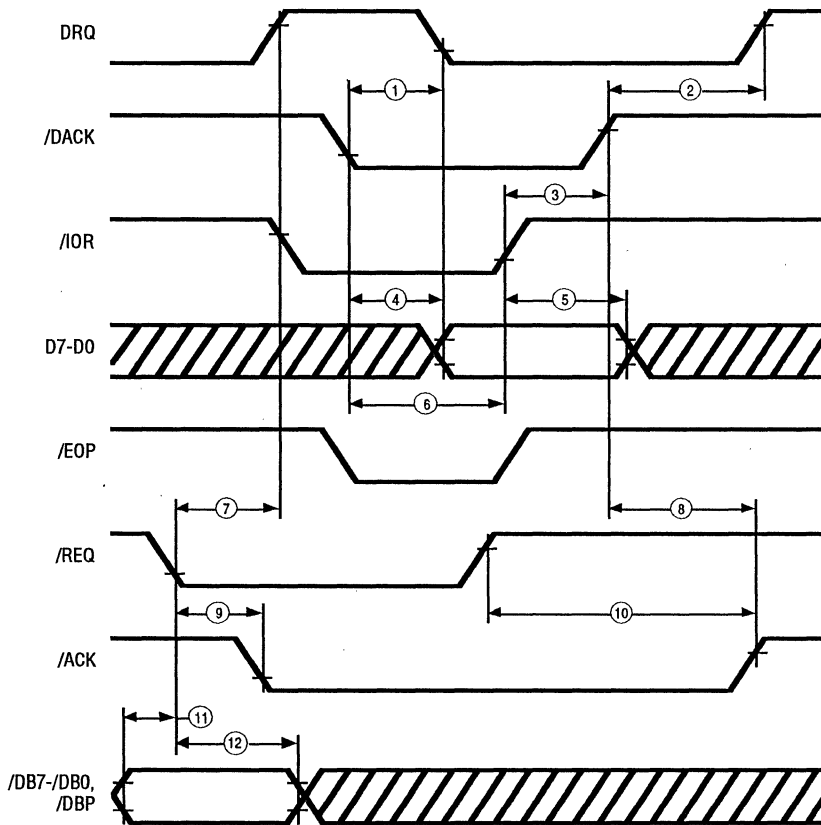 DRQ
1
2
/DACK
3
/IOR
4
5
D7-D0
6
/EOP
7
8
/REQ
9
10
/ACK
11
12
/DB7-/DB0,
/DBP